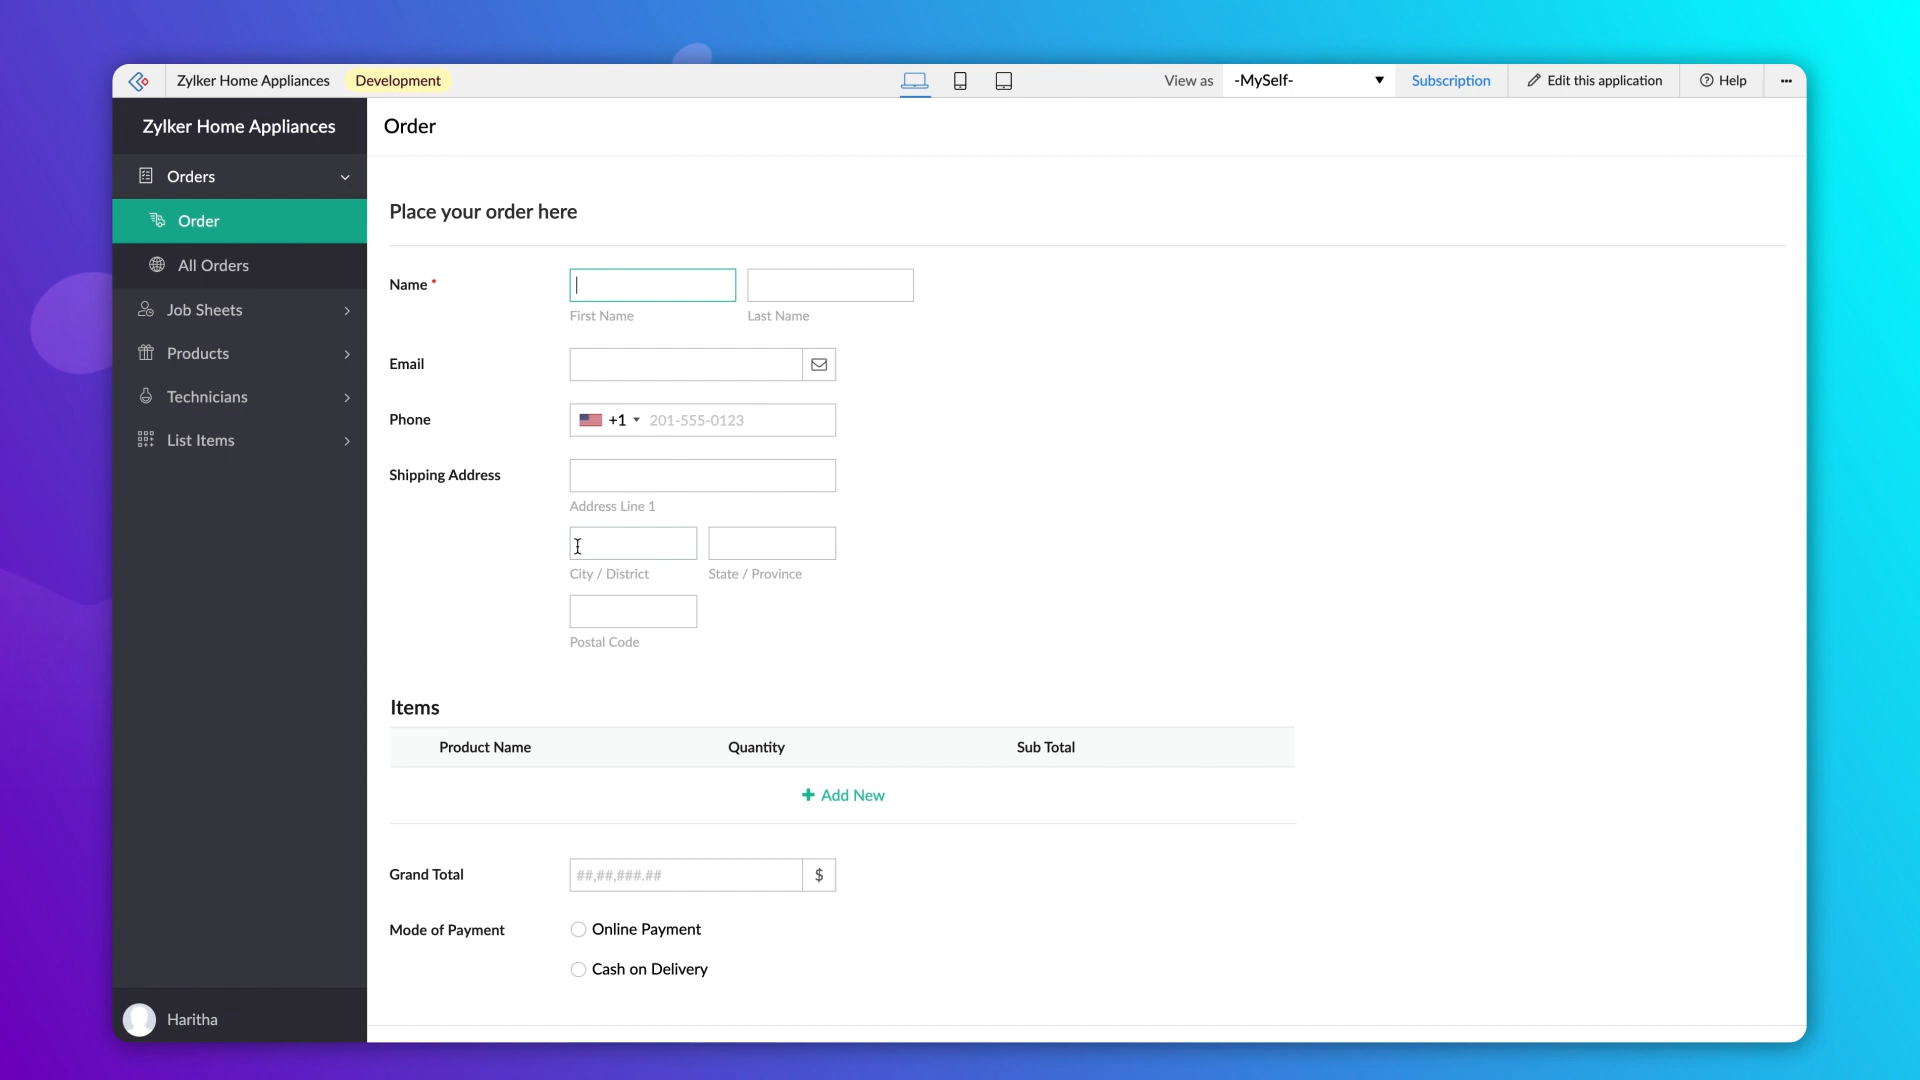 Zylker Home Appliances Development View as -MySelf- Subscription Edit this application Help
Zylker Home Appliances
Order
Orders
Order
All Orders
Job Sheets
Products
Technicians
List Items
Haritha
Place your order here
Name *
First Name Last Name
Email
Phone +1 201-555-0123
Shipping Address
Address Line 1
City / District State / Province
Postal Code
Items
Product Name Quantity Sub Total
+ Add New
Grand Total ##,##,###.## $
Mode of Payment Online Payment
Cash on Delivery